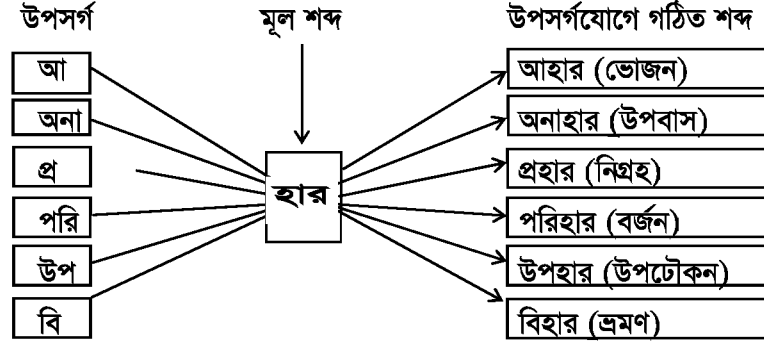 উপসর্গ মূল শব্দ উপসর্গযোগে গঠিত শব্দ
আ আহার (ভোজন)
অনা অনাহার (উপবাস)
প্র প্রহার (নিগ্রহ)
হার
পরি পরিহার (বর্জন)
উপ উপহার (উপঢৌকন)
বি বিহার (ভ্রমণ)